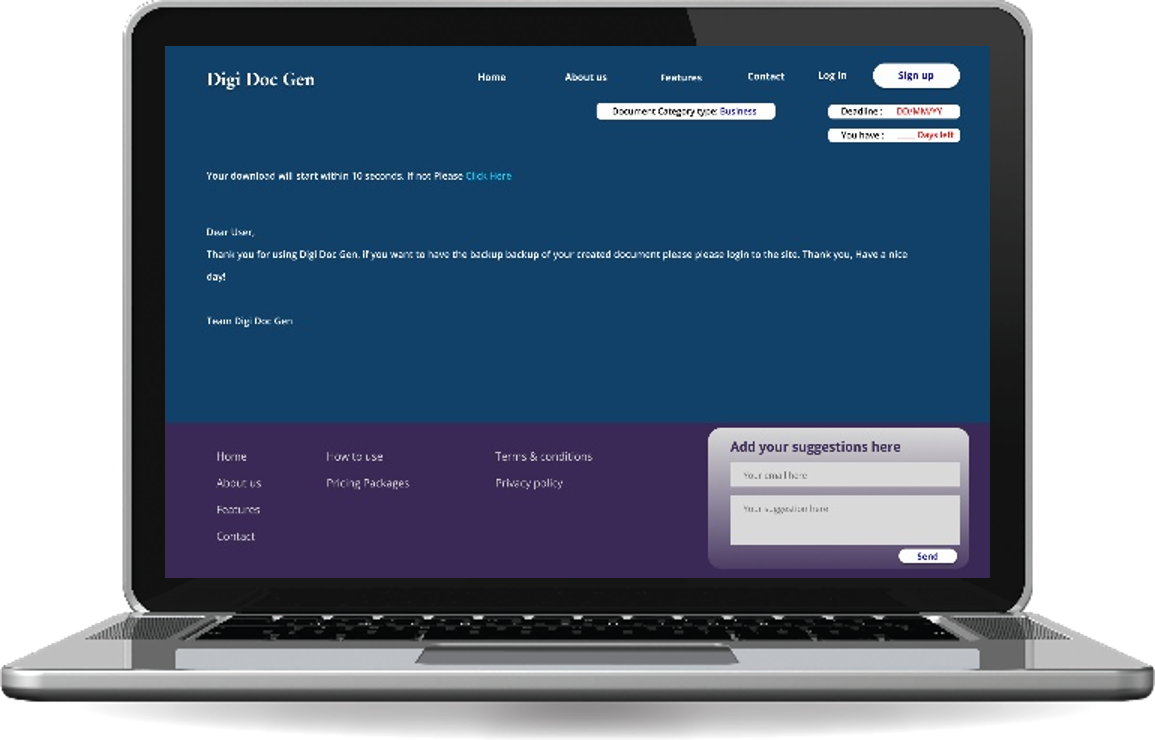 Digi Doc Gen
Home About us Features Contact Log in Sign up
Document Category type: Business
Deadline : DD/MM/YY
You have : ____ Days left
Your download will start within 10 seconds. If not Please Click Here
Dear User,
Thank you for using Digi Doc Gen. If you want to have the backup backup of your created document please please login to the site. Thank you, Have a nice
day!
Team Digi Doc Gen
Home
About us
Features
Contact
How to use
Pricing Packages
Terms & conditions
Privacy policy
Add your suggestions here
Your email here
Your suggestion here
Send